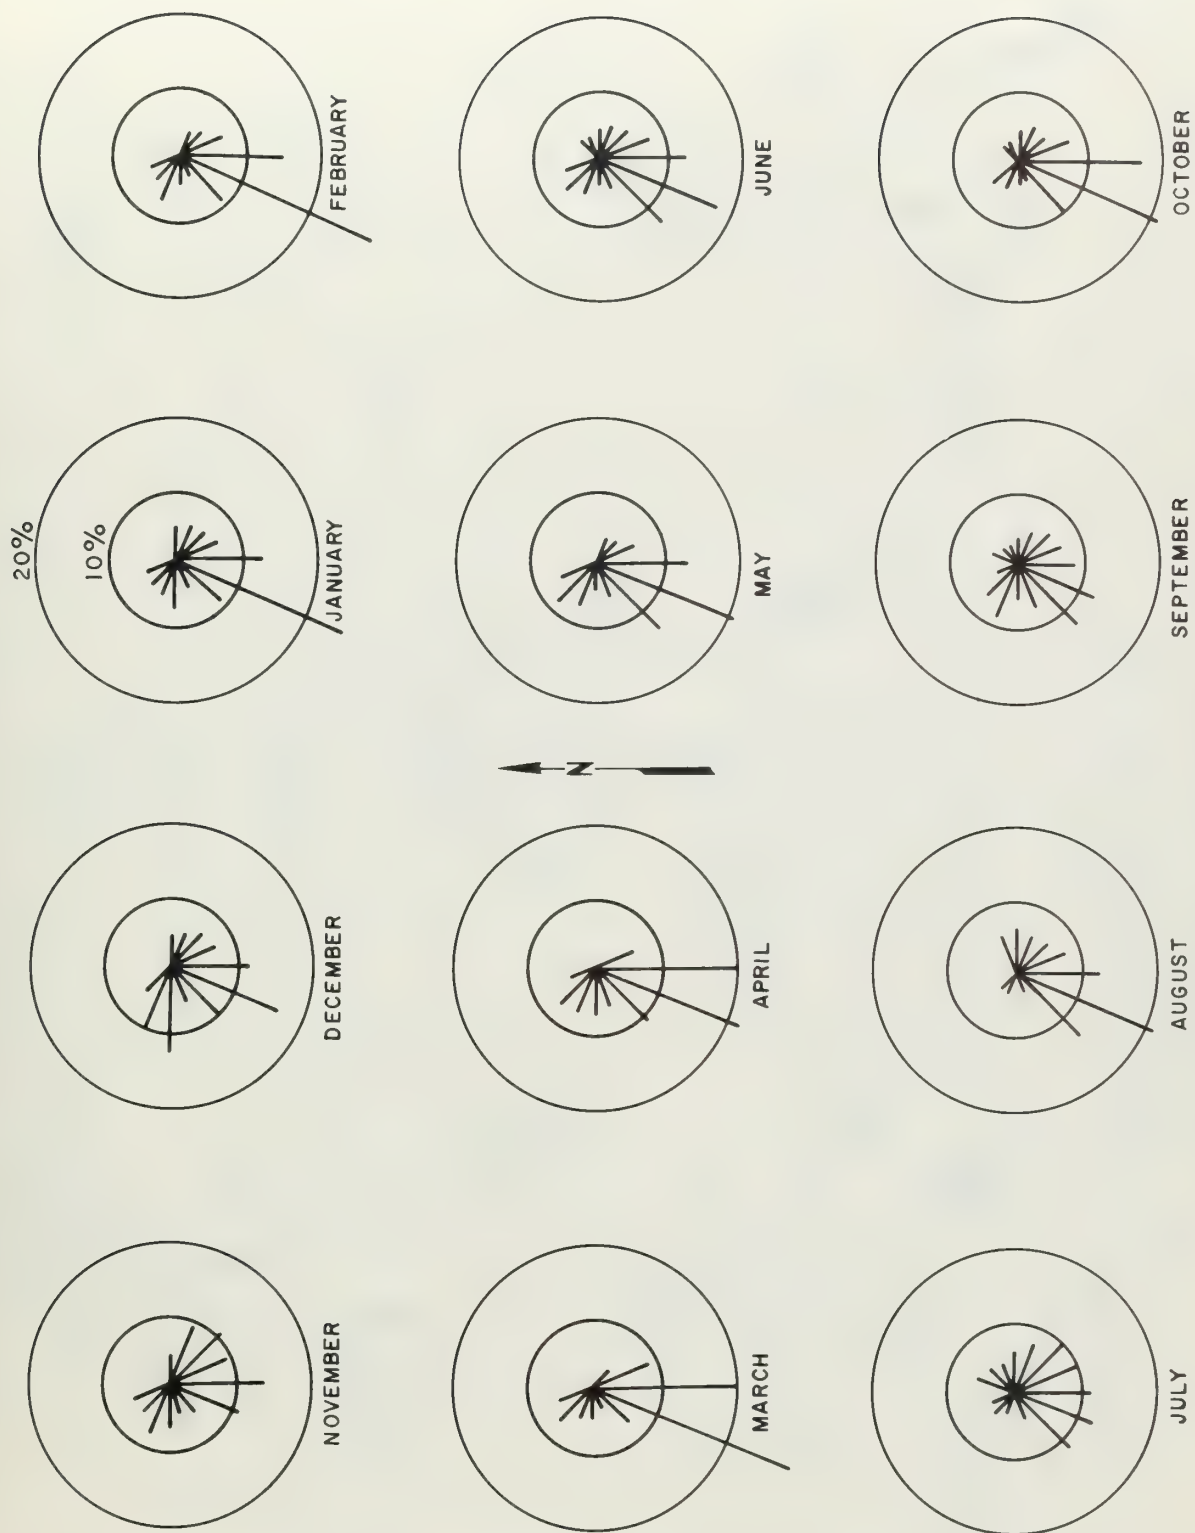 20%
10%
NOVEMBER
DECEMBER
JANUARY
FEBRUARY
N
MARCH
APRIL
MAY
JUNE
JULY
AUGUST
SEPTEMBER
OCTOBER